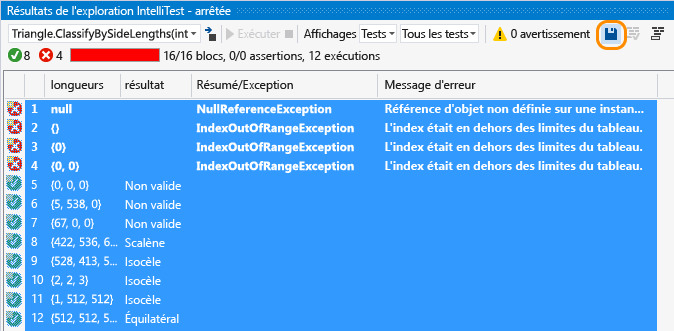 Résultats de l'exploration IntelliTest - arrêtée
Triangle.ClassifyBySideLengths(int Exécuter Affichages Tests Tous les tests 0 avertissement
8 4 16/16 blocs, 0/0 assertions, 12 exécutions
longueurs résultat Résumé/Exception Message d'erreur
1 null NullReferenceException Référence d'objet non définie sur une instan...
2 {} IndexOutOfRangeException L'index était en dehors des limites du tableau.
3 {0} IndexOutOfRangeException L'index était en dehors des limites du tableau.
4 {0, 0} IndexOutOfRangeException L'index était en dehors des limites du tableau.
5 {0, 0, 0} Non valide
6 {5, 538, 0} Non valide
7 {67, 0, 0} Non valide
8 {422, 536, 6... Scalène
9 {528, 413, 5... Isocèle
10 {2, 2, 3} Isocèle
11 {1, 512, 512} Isocèle
12 {512, 512, 5... Équilatéral